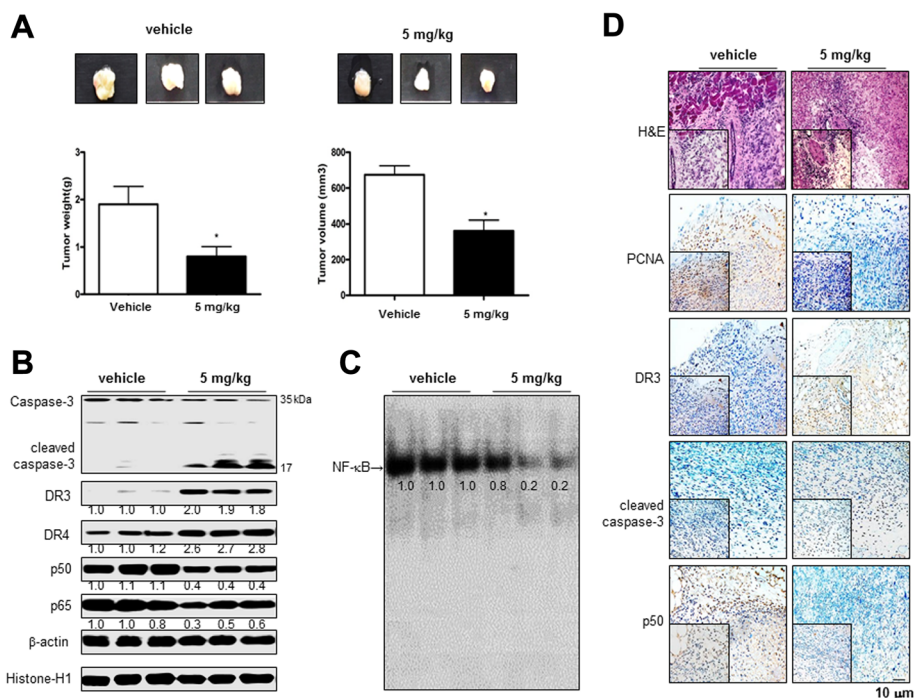 A
vehicle
5 mg/kg
Tumor weight(g)
3
2
1
0
Vehicle
5 mg/kg
*
Tumor volume (mm3)
800
600
400
200
0
Vehicle
5 mg/kg
*
B
vehicle
5 mg/kg
Caspase-3
35kDa
cleaved
caspase-3
17
DR3
1.0 1.0 1.0 2.0 1.9 1.8
DR4
1.0 1.0 1.2 2.6 2.7 2.8
p50
1.0 1.1 1.1 0.4 0.4 0.4
p65
1.0 1.0 0.8 0.3 0.5 0.6
β-actin
Histone-H1
C
vehicle
5 mg/kg
NF-κB→
1.0 1.0 1.0 0.8 0.2 0.2
D
vehicle
5 mg/kg
H&E
PCNA
DR3
cleaved
caspase-3
p50
10 μm